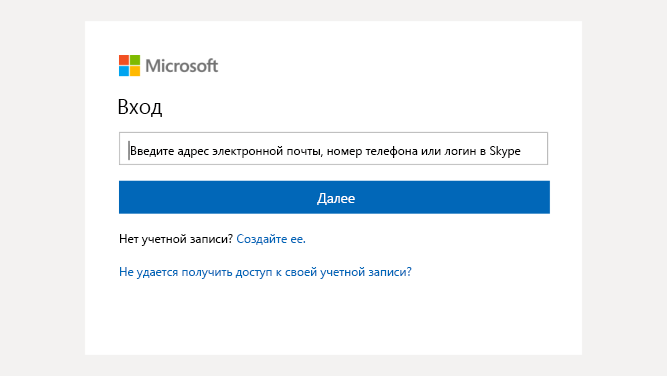 Microsoft
Вход
Введите адрес электронной почты, номер телефона или логин в Skype
Далее
Нет учетной записи? Создайте ее.
Не удается получить доступ к своей учетной записи?